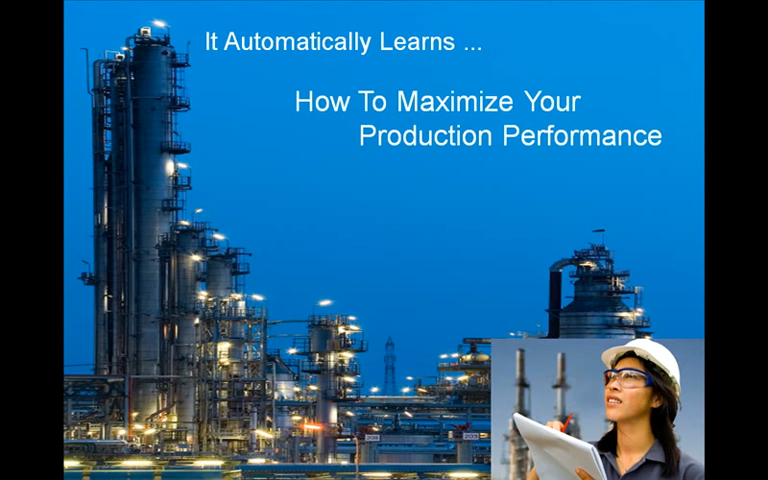 It Automatically Learns ...
How To Maximize Your
Production Performance